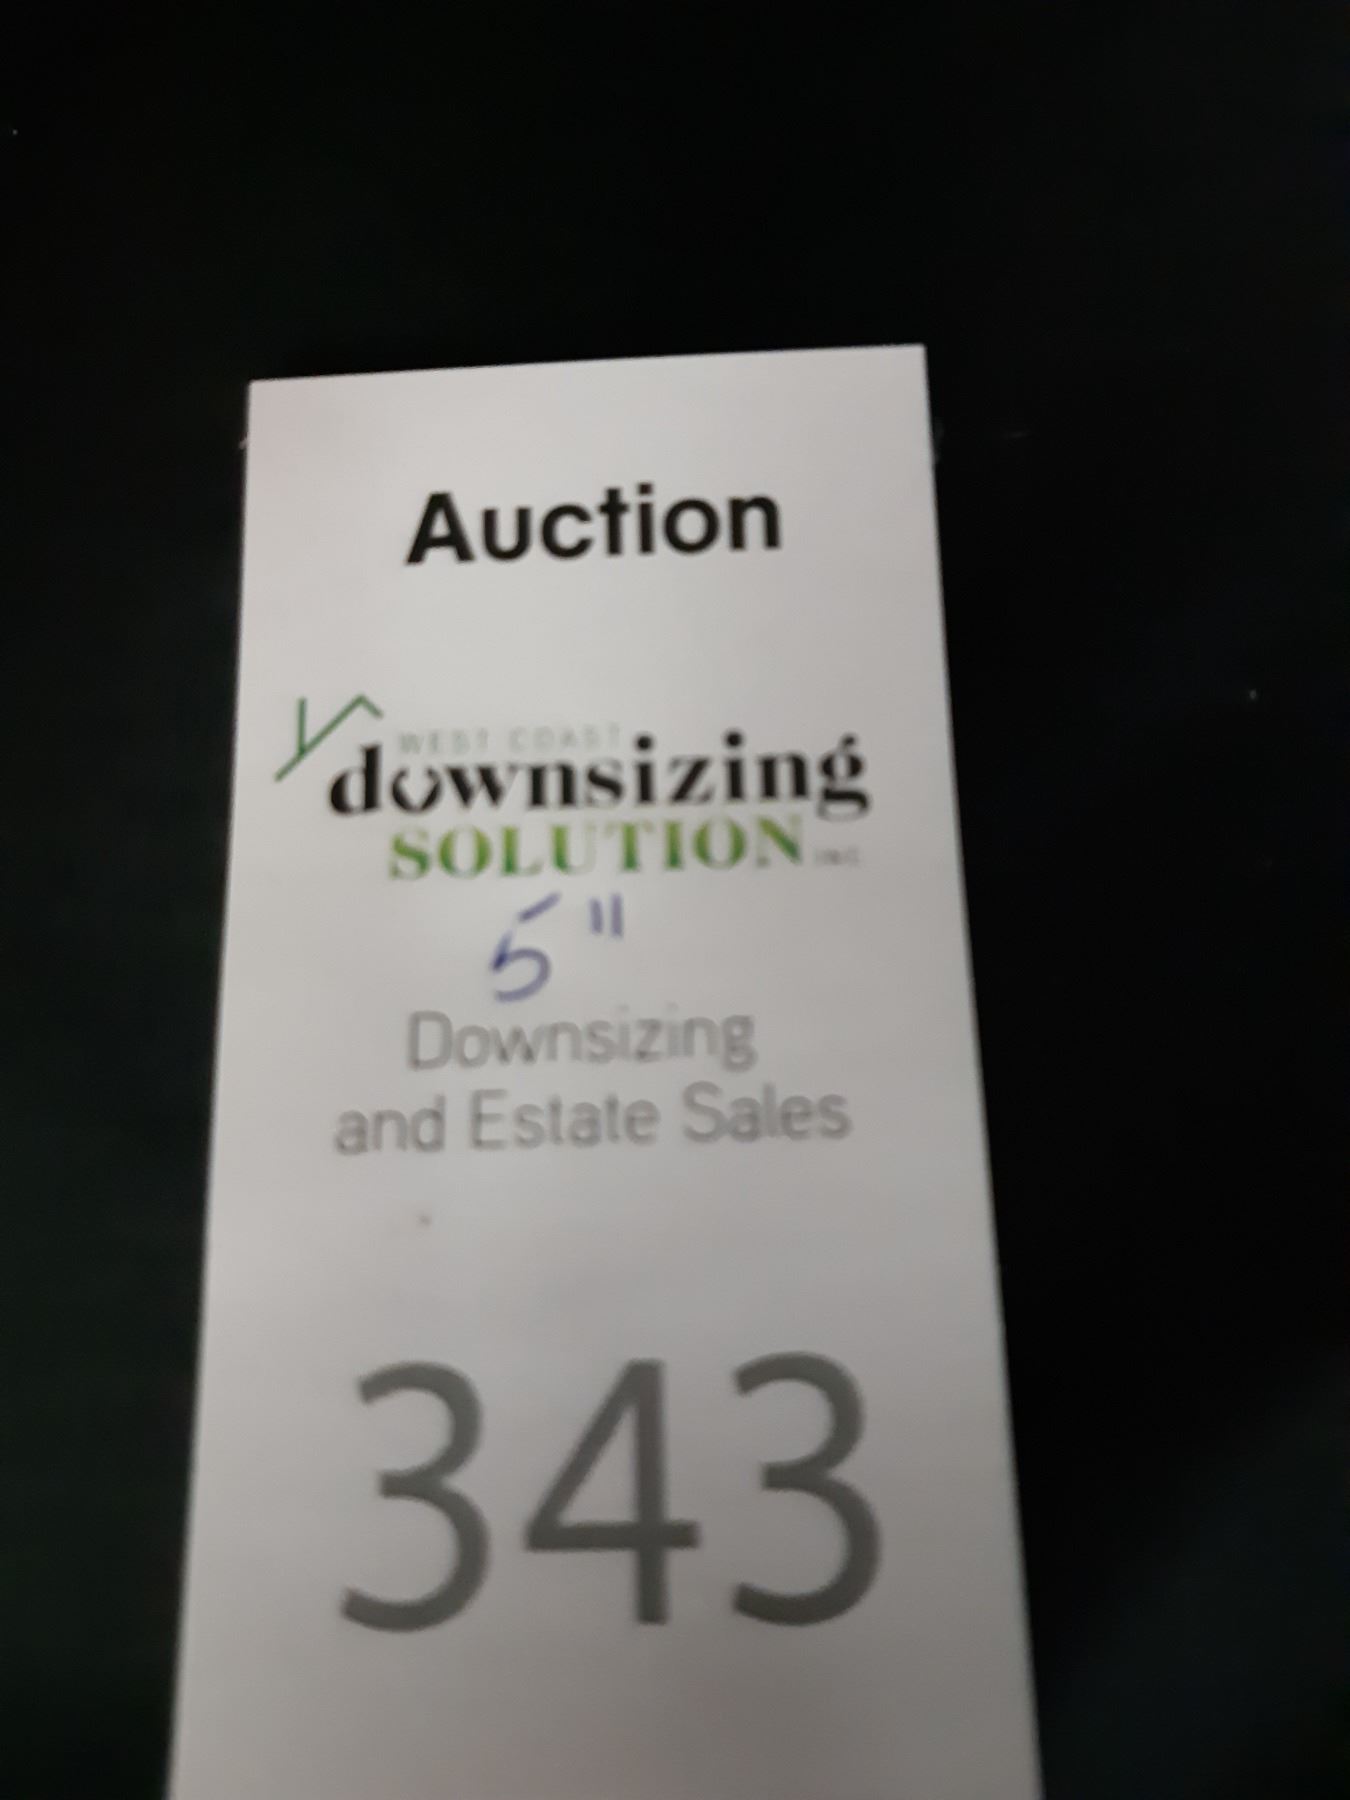 Auction
WEST COAST
downsizing
SOLUTION INC
5"
Downsizing
and Estate Sales
343